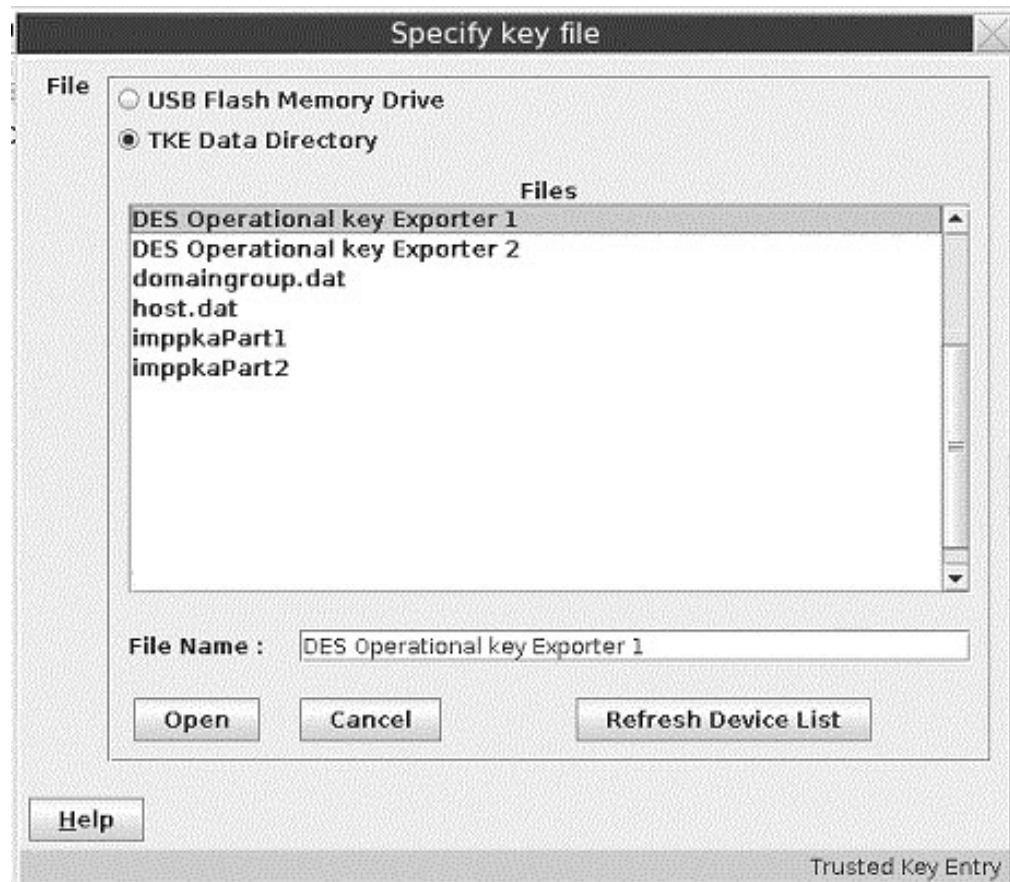 Specify key file
File
USB Flash Memory Drive
TKE Data Directory
Files
DES Operational key Exporter 1
DES Operational key Exporter 2
domaingroup.dat
host.dat
imppkaPart1
imppkaPart2
File Name :
DES Operational key Exporter 1
Open
Cancel
Refresh Device List
Help
Trusted Key Entry